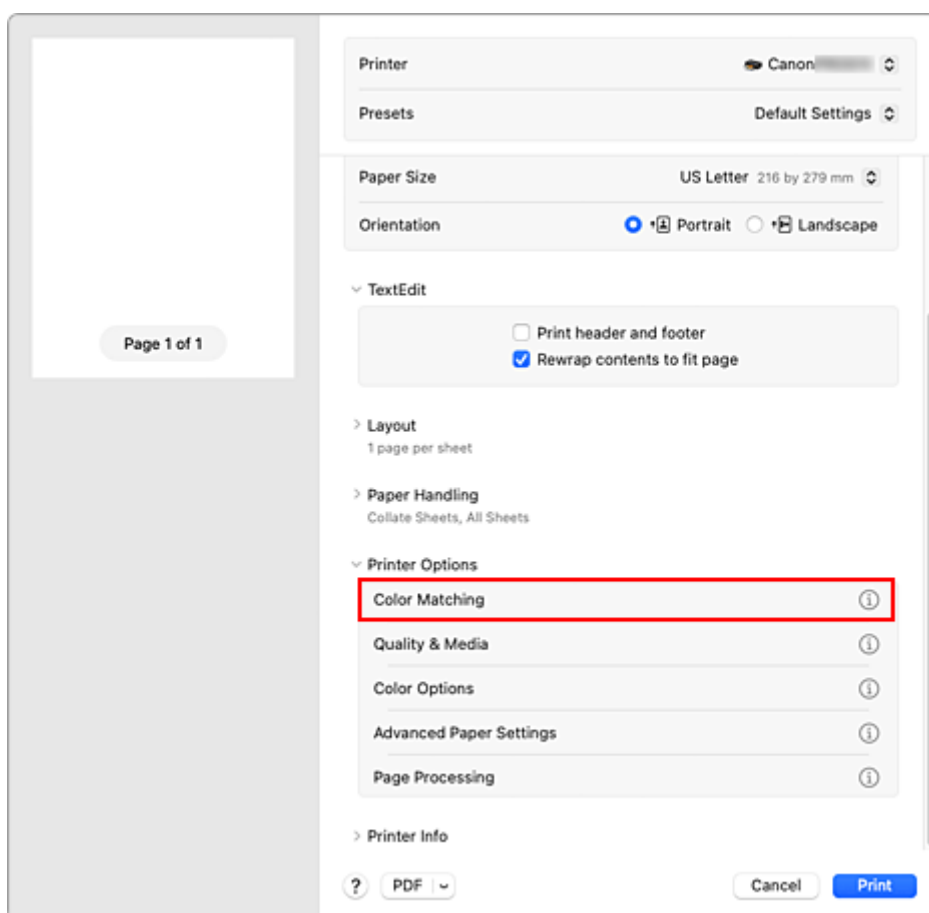 Printer Canon
Presets Default Settings
Paper Size US Letter 216 by 279 mm
Orientation Portrait Landscape
TextEdit
Print header and footer
Rewrap contents to fit page
Page 1 of 1
Layout
1 page per sheet
Paper Handling
Collate Sheets, All Sheets
Printer Options
Color Matching
Quality & Media
Color Options
Advanced Paper Settings
Page Processing
Printer Info
? PDF Cancel Print